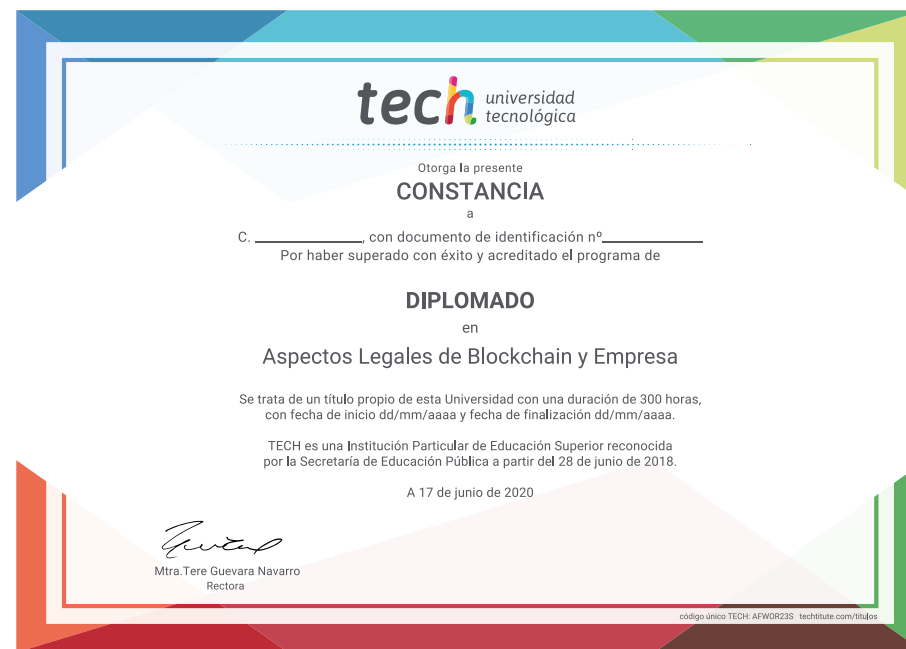 tech universidad
tecnológica
Otorga la presente
CONSTANCIA
a
C. ____________, con documento de identificación nº____________
Por haber superado con éxito y acreditado el programa de
DIPLOMADO
en
Aspectos Legales de Blockchain y Empresa
Se trata de un título propio de esta Universidad con una duración de 300 horas,
con fecha de inicio dd/mm/aaaa y fecha de finalización dd/mm/aaaa.
TECH es una Institución Particular de Educación Superior reconocida
por la Secretaría de Educación Pública a partir del 28 de junio de 2018.
A 17 de junio de 2020
Mtra.Tere Guevara Navarro
Rectora
código único TECH: AFWOR23S techtitute.com/titulos